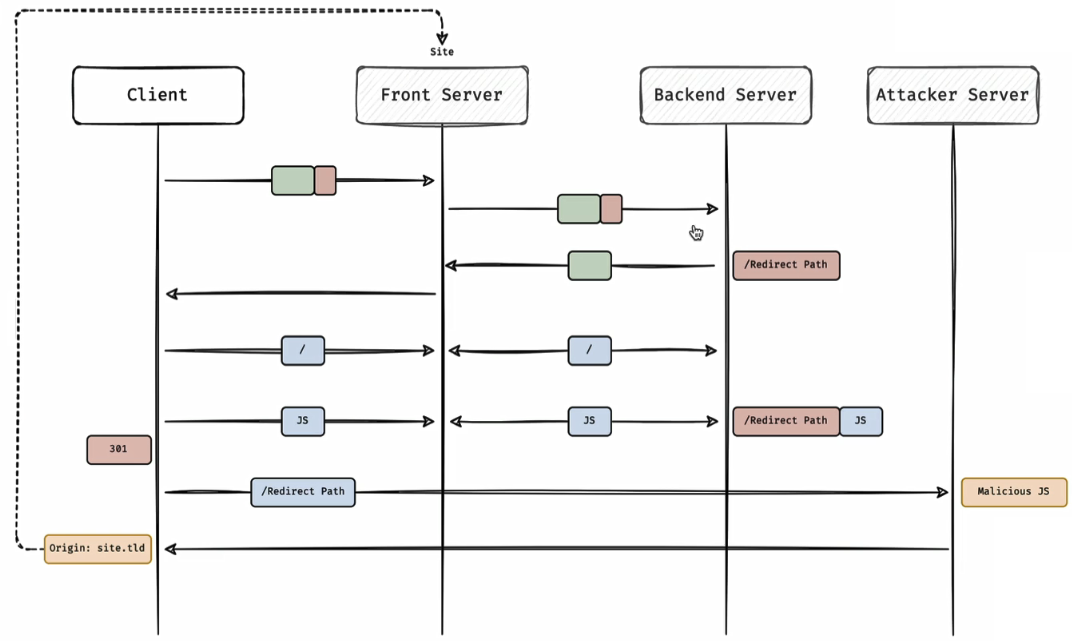 Site
Client
Front Server
Backend Server
Attacker Server
/Redirect Path
/
/
JS
JS
/Redirect Path
JS
301
/Redirect Path
Malicious JS
Origin: site.tld